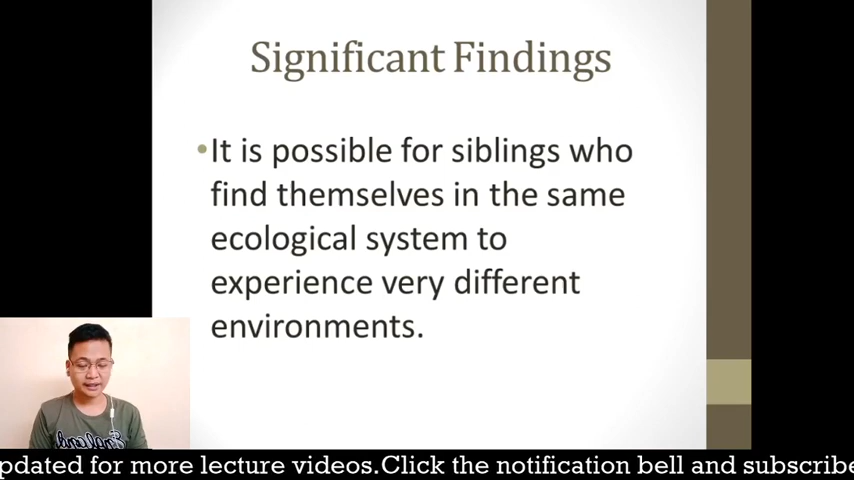 Significant Findings
•It is possible for siblings who
find themselves in the same
ecological system to
experience very different
environments.
pdated for more lecture videos.Click the notification bell and subscribe